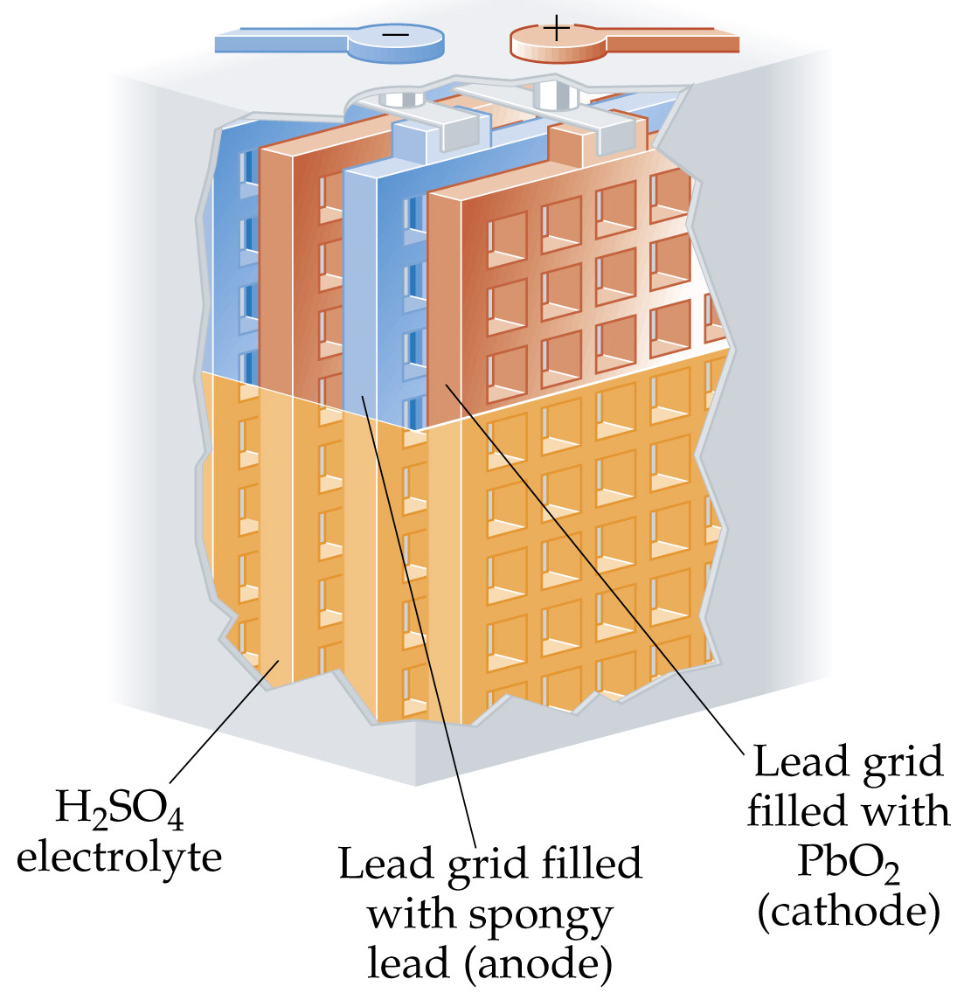 − +
H₂SO₄
electrolyte
Lead grid filled
with spongy
lead (anode)
Lead grid
filled with
PbO₂
(cathode)